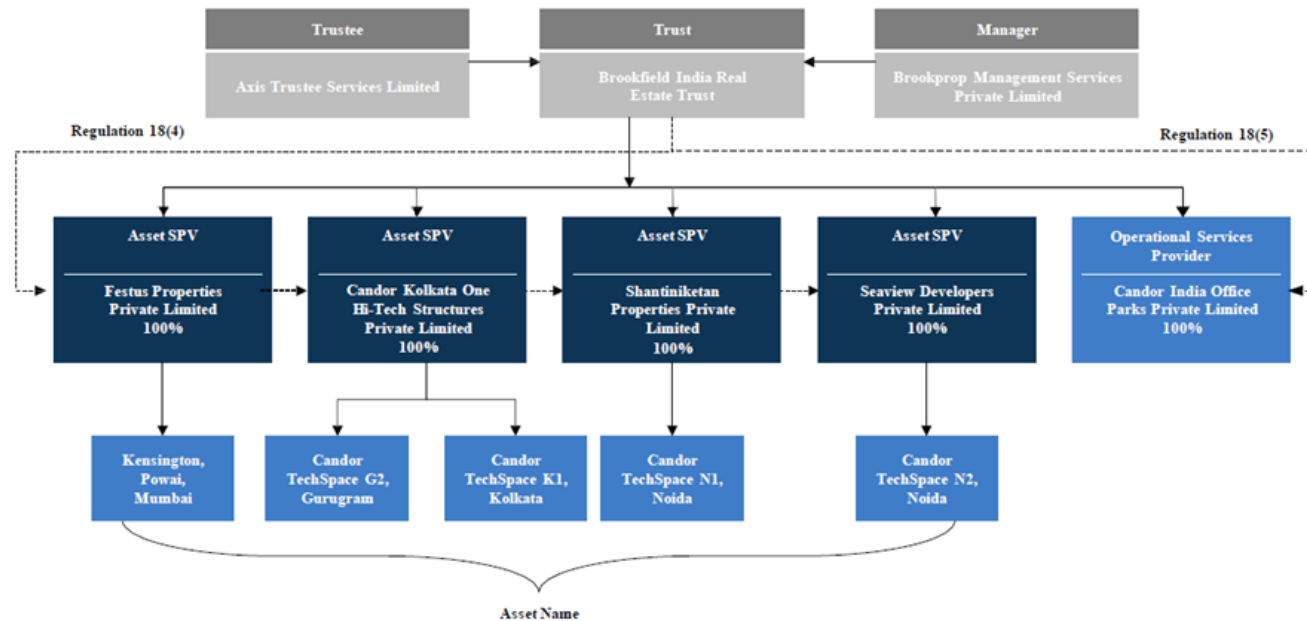 Trustee
Axis Trustee Services Limited
Trust
Brookfield India Real
Estate Trust
Manager
Brookprop Management Services
Private Limited
Regulation 18(4)
Regulation 18(5)
Asset SPV
Festus Properties
Private Limited
100%
Asset SPV
Candor Kolkata One
Hi-Tech Structures
Private Limited
100%
Asset SPV
Shantiniketan
Properties Private
Limited
100%
Asset SPV
Seaview Developers
Private Limited
100%
Operational Services
Provider
Candor India Office
Parks Private Limited
100%
Kensington,
Powai,
Mumbai
Candor
TechSpace G2,
Gurugram
Candor
TechSpace K1,
Kolkata
Candor
TechSpace N1,
Noida
Candor
TechSpace N2,
Noida
Asset Name